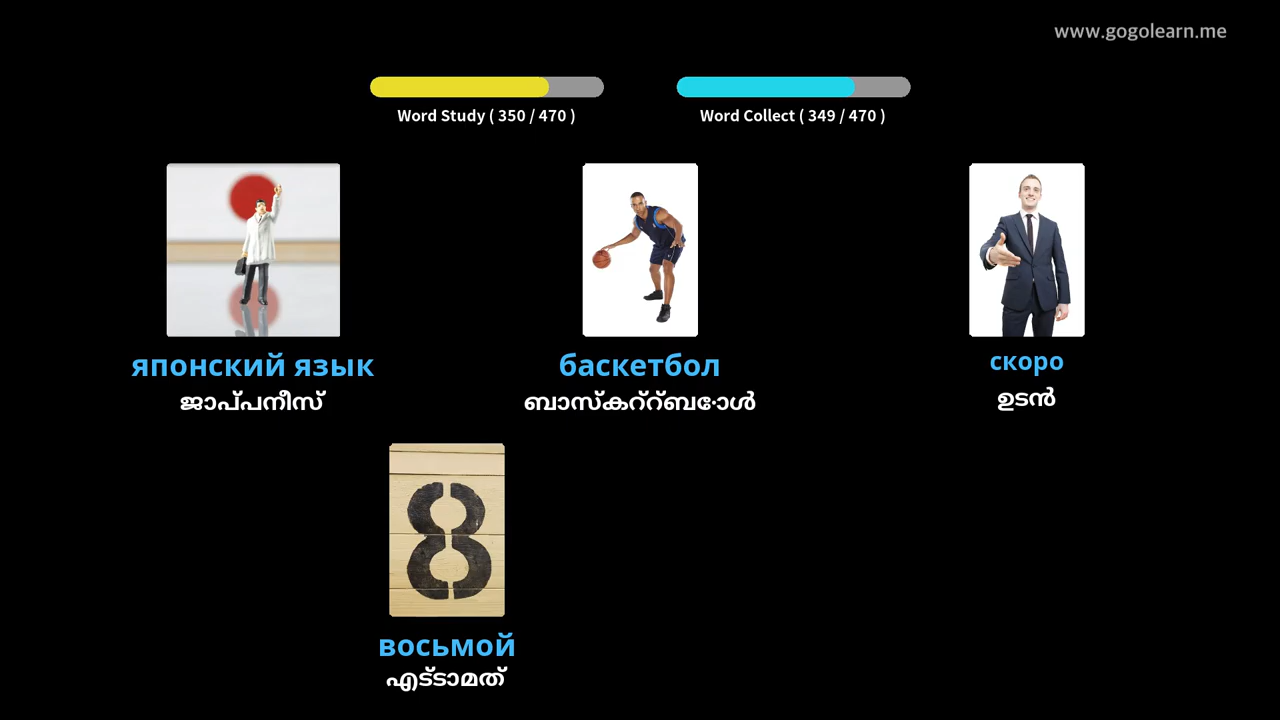 www.gogolearn.me
Word Study ( 350 / 470 )
Word Collect ( 349 / 470 )
японский язык
ജാപ്പനീസ്
баскетбол
ബാസ്കറ്റ്ബോൾ
скоро
ഉടൻ
8
восьмой
എട്ടാമത്